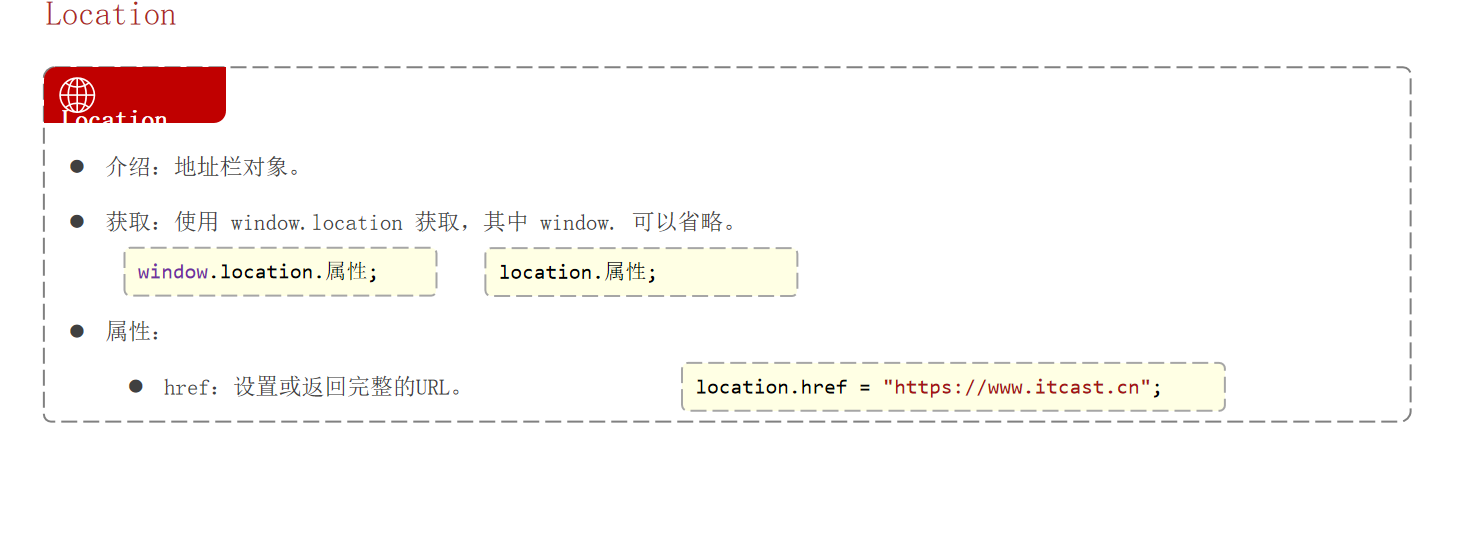 Location
Location
介绍：地址栏对象。
获取：使用 window.location 获取，其中 window. 可以省略。
window.location.属性; location.属性;
属性：
href：设置或返回完整的URL。 location.href = "https://www.itcast.cn";